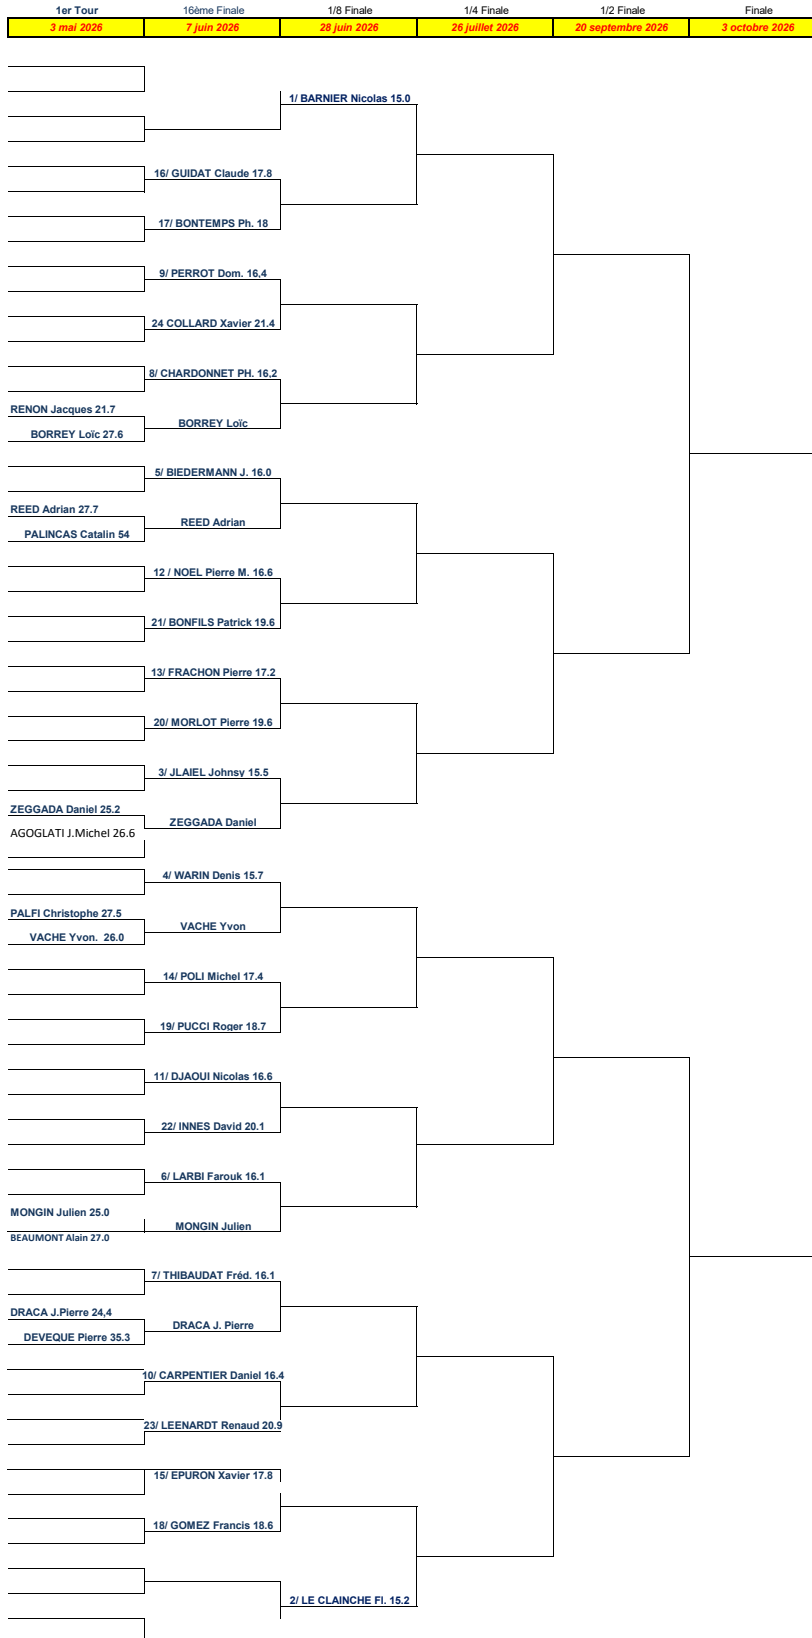 1er Tour 16ème Finale 1/8 Finale 1/4 Finale 1/2 Finale Finale
3 mai 2026 7 juin 2026 28 juin 2026 26 juillet 2026 20 septembre 2026 3 octobre 2026
1/ BARNIER Nicolas 15.0
16/ GUIDAT Claude 17.8
17/ BONTEMPS Ph. 18
9/ PERROT Dom. 16,4
24 COLLARD Xavier 21.4
8/ CHARDONNET PH. 16,2
RENON Jacques 21.7
BORREY Loïc
BORREY Loïc 27.6
5/ BIEDERMANN J. 16.0
REED Adrian 27.7
REED Adrian
PALINCAS Catalin 54
12 / NOEL Pierre M. 16.6
21/ BONFILS Patrick 19.6
13/ FRACHON Pierre 17.2
20/ MORLOT Pierre 19.6
3/ JLAIEL Johnsy 15.5
ZEGGADA Daniel 25.2
ZEGGADA Daniel
AGOGLATI J.Michel 26.6
4/ WARIN Denis 15.7
PALFI Christophe 27.5
VACHE Yvon
VACHE Yvon. 26.0
14/ POLI Michel 17.4
19/ PUCCI Roger 18.7
11/ DJAOUI Nicolas 16.6
22/ INNES David 20.1
6/ LARBI Farouk 16.1
MONGIN Julien 25.0
MONGIN Julien
BEAUMONT Alain 27.0
7/ THIBAUDAT Fréd. 16.1
DRACA J.Pierre 24,4
DRACA J. Pierre
DEVEQUE Pierre 35.3
10/ CARPENTIER Daniel 16.4
23/ LEENARDT Renaud 20.9
15/ EPURON Xavier 17.8
18/ GOMEZ Francis 18.6
2/ LE CLAINCHE Fl. 15.2